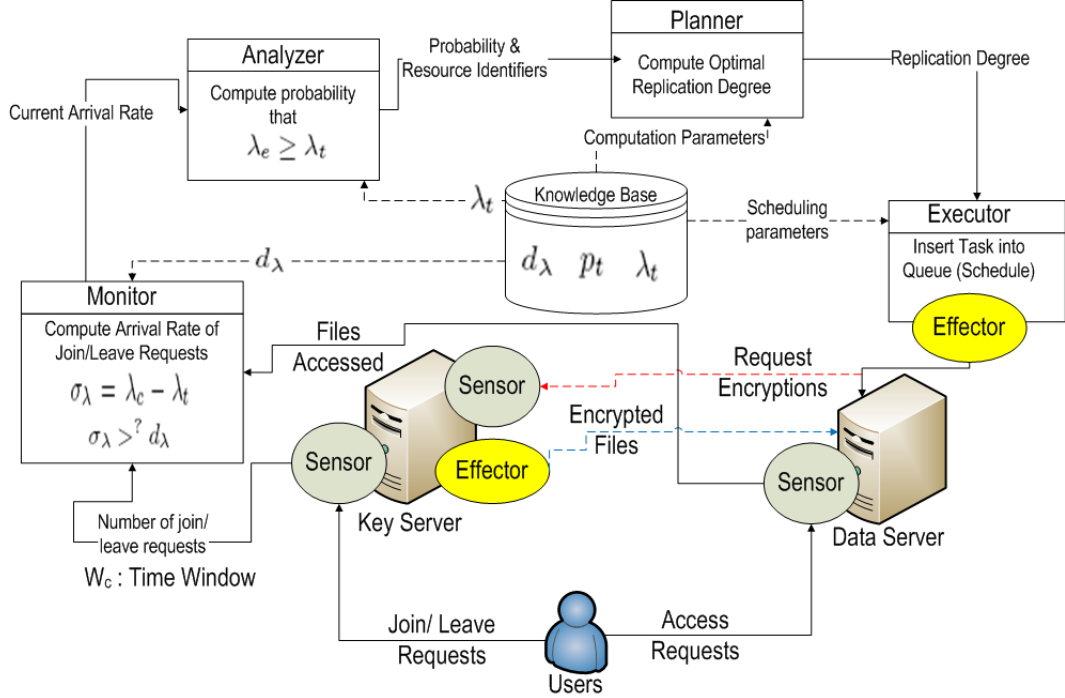 Planner
Analyzer
Probability &
Resource Identifiers
Compute Optimal
Replication Degree
Replication Degree
Current Arrival Rate
Compute probability
that
λe ≥ λt
Computation Parameters
Knowledge Base
λt
Scheduling
parameters
Executor
Insert Task into
Queue (Schedule)
dλ
dλ pt λt
Monitor
Compute Arrival Rate of
Join/Leave Requests
σλ = λc − λt
σλ >? dλ
Files
Accessed
Effector
Sensor
Request
Encryptions
Encrypted
Files
Sensor
Effector
Sensor
Key Server
Data Server
Number of join/
leave requests
Wc : Time Window
Join/ Leave
Requests
Access
Requests
Users